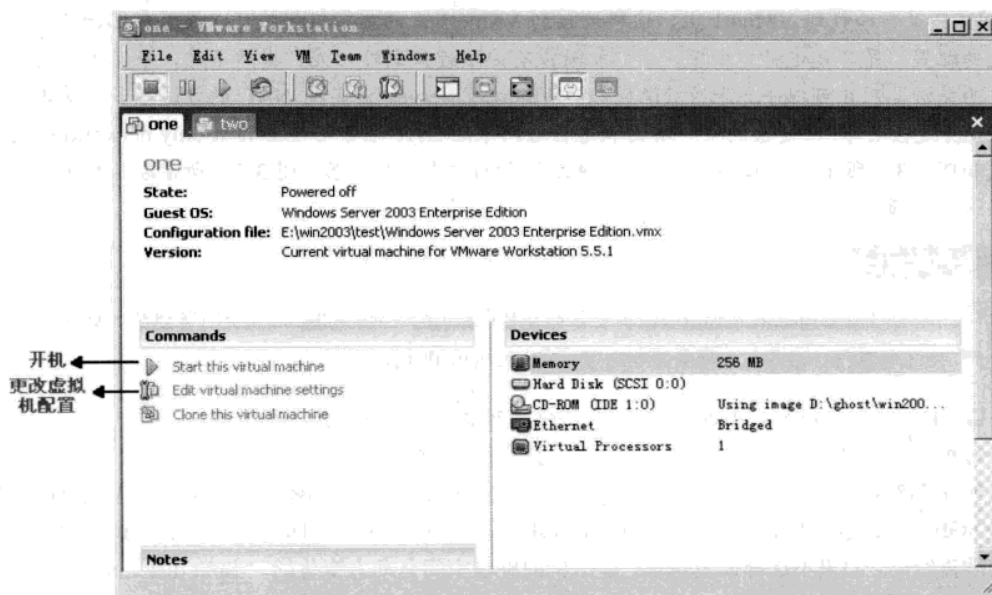 one - VMware Workstation
File Edit View VM Team Windows Help
one two
one
State: Powered off
Guest OS: Windows Server 2003 Enterprise Edition
Configuration file: E:\win2003\test\Windows Server 2003 Enterprise Edition.vmx
Version: Current virtual machine for VMware Workstation 5.5.1
Commands
开机
Start this virtual machine
更改虚拟
机配置
Edit virtual machine settings
Clone this virtual machine
Notes
Devices
Memory 256 MB
Hard Disk (SCSI 0:0)
CD-ROM (IDE 1:0) Using image D:\ghost\win200...
Ethernet Bridged
Virtual Processors 1